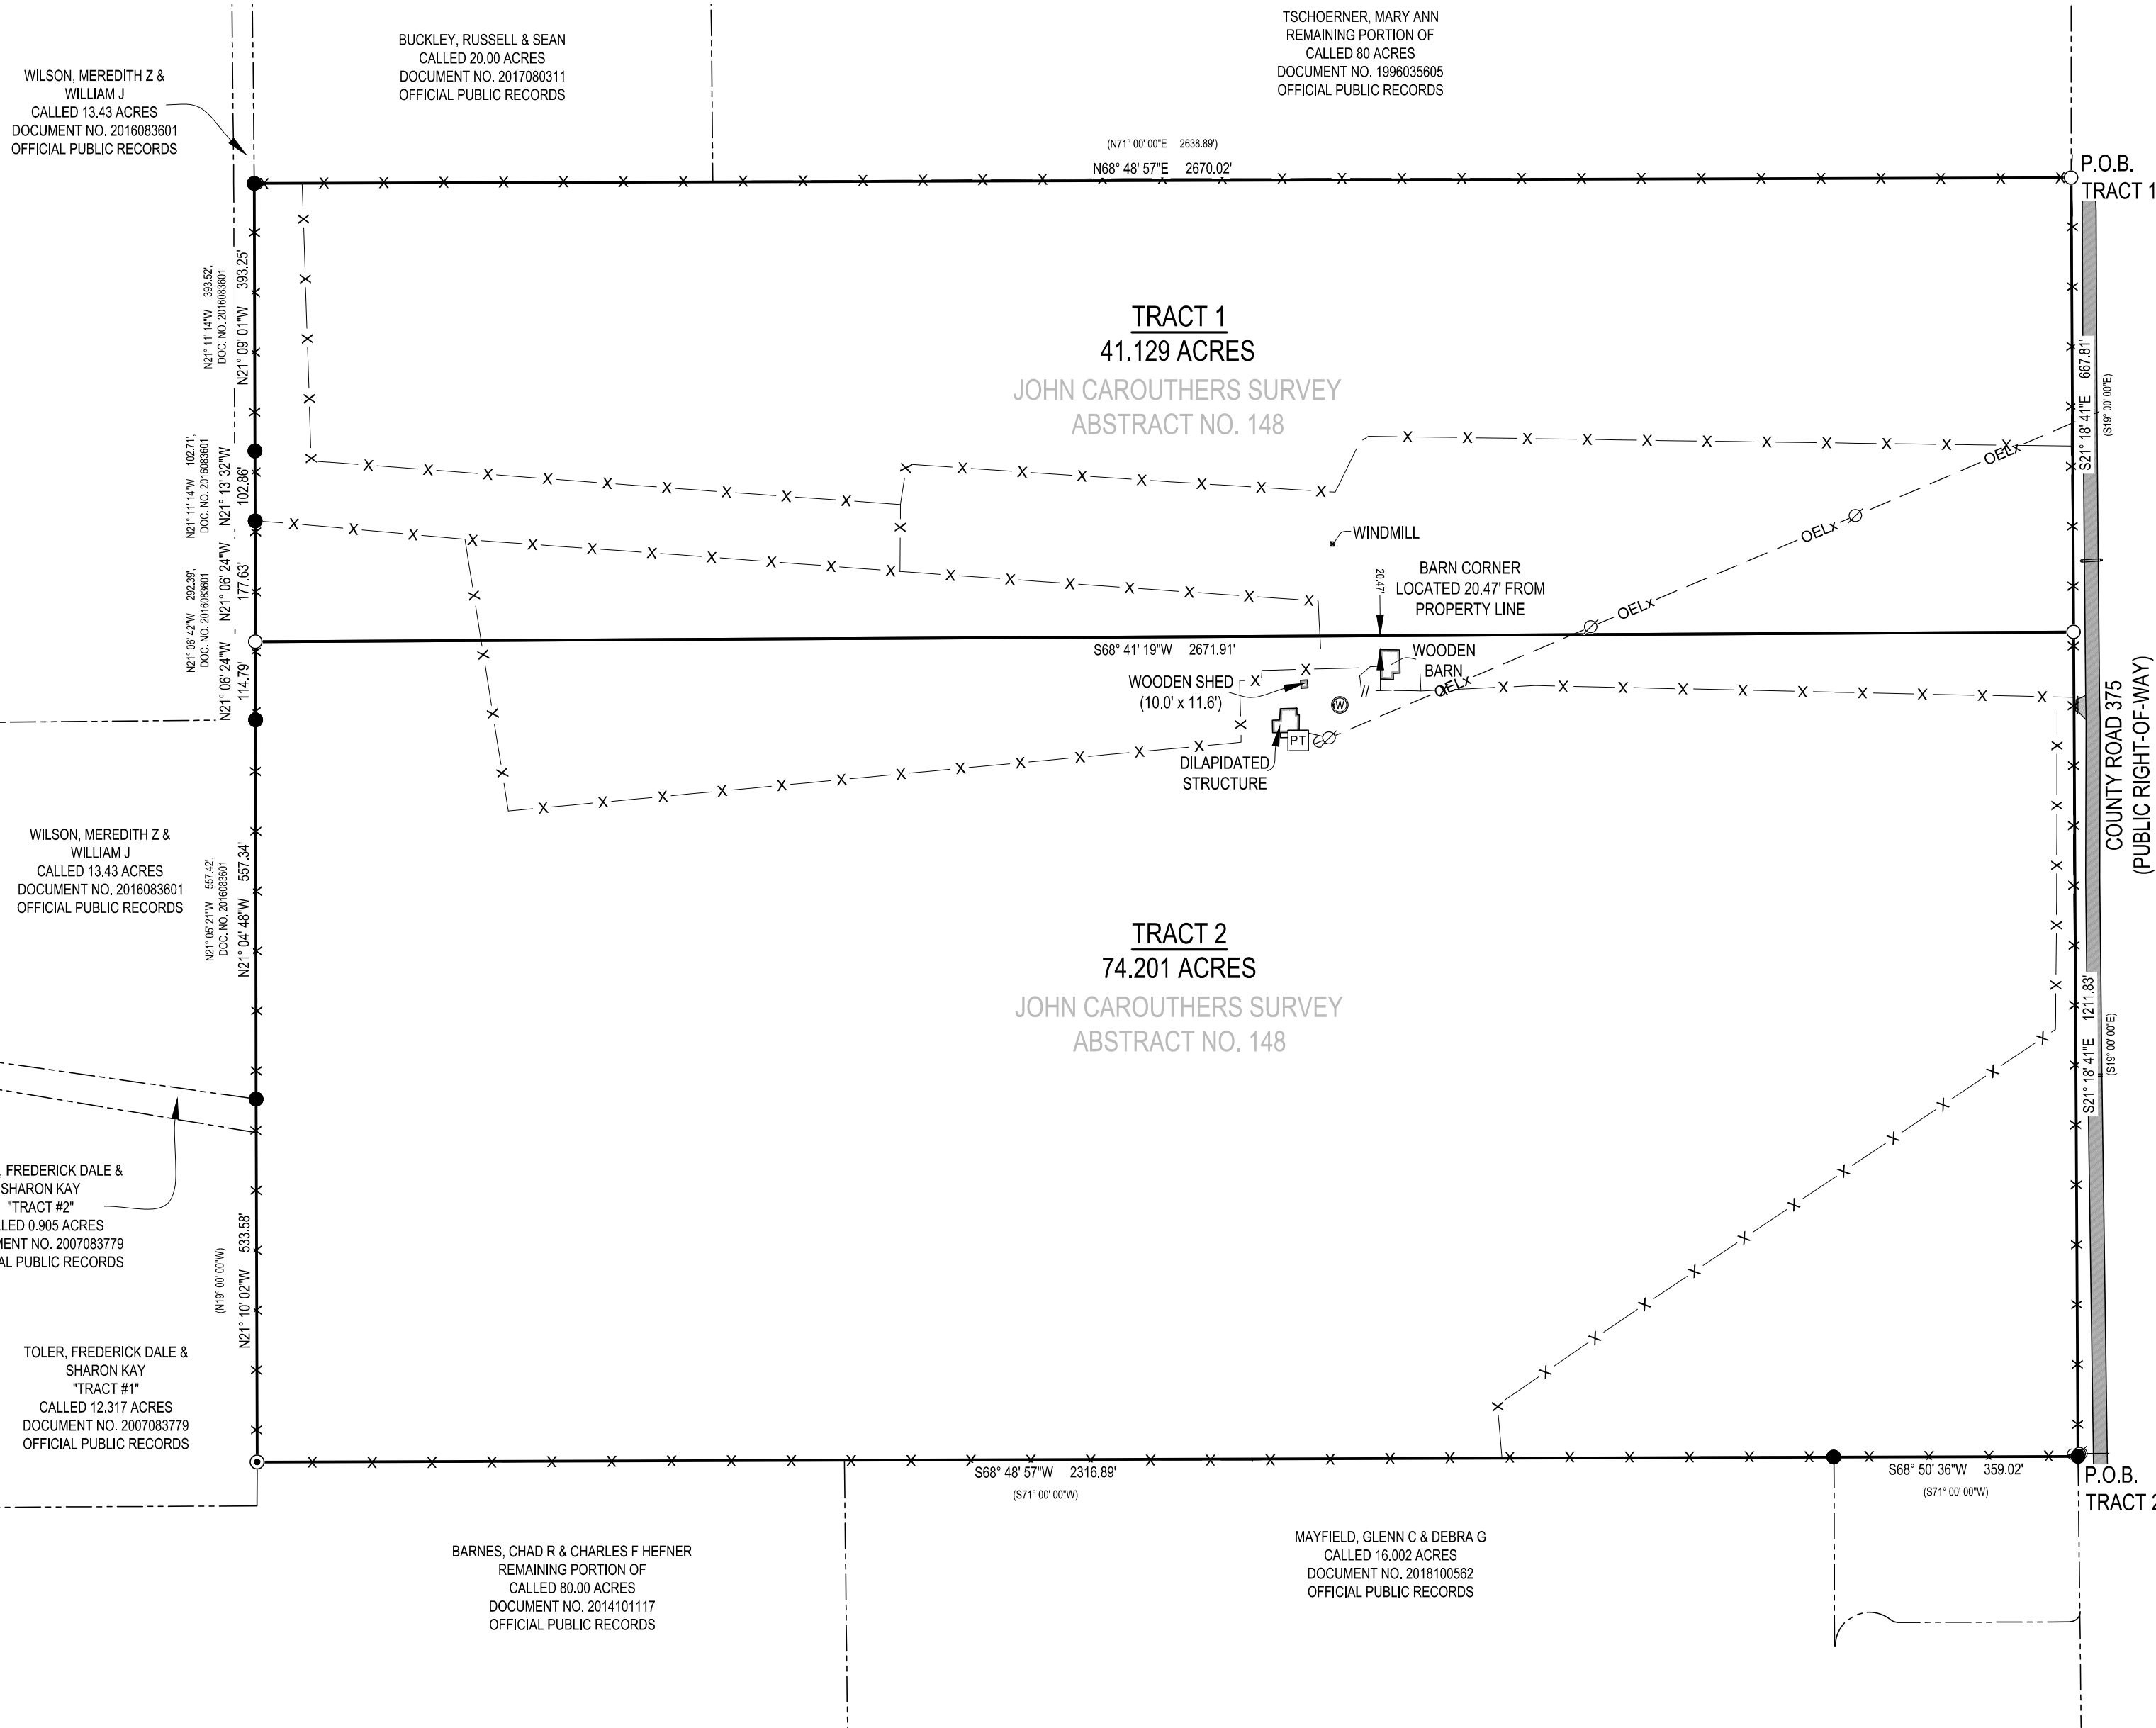 WILSON, MEREDITH Z &
WILLIAM J
CALLED 13.43 ACRES
DOCUMENT NO. 2016083601
OFFICIAL PUBLIC RECORDS
BUCKLEY, RUSSELL & SEAN
CALLED 20.00 ACRES
DOCUMENT NO. 2017080311
OFFICIAL PUBLIC RECORDS
TSCHOERNER, MARY ANN
REMAINING PORTION OF
CALLED 80 ACRES
DOCUMENT NO. 1996035605
OFFICIAL PUBLIC RECORDS
(N71° 00' 00"E 2638.89')
N68° 48' 57"E 2670.02'
P.O.B.
TRACT 1
N21° 11' 14"W 393.52',
DOC. NO. 2016083601
N21° 09' 01"W 393.25'
TRACT 1
41.129 ACRES
JOHN CAROUTHERS SURVEY
ABSTRACT NO. 148
S21° 18' 41"E 667.81'
(S19° 00' 00"E)
N21° 11' 14"W 102.71',
DOC. NO. 2016083601
N21° 13' 32"W
102.86'
OELx
OELx
OELx
OELx
WINDMILL
20.47'
BARN CORNER
LOCATED 20.47' FROM
PROPERTY LINE
N21° 06' 42"W 292.39',
DOC. NO. 2016083601
N21° 06' 24"W
177.63'
N21° 06' 24"W
114.79'
S68° 41' 19"W 2671.91'
WOODEN
BARN
WOODEN SHED
(10.0' x 11.6')
W
PT
DILAPIDATED
STRUCTURE
COUNTY ROAD 375
(PUBLIC RIGHT-OF-WAY)
WILSON, MEREDITH Z &
WILLIAM J
CALLED 13.43 ACRES
DOCUMENT NO. 2016083601
OFFICIAL PUBLIC RECORDS
N21° 05' 21"W 557.42',
DOC. NO. 2016083601
N21° 04' 48"W 557.34'
TRACT 2
74.201 ACRES
JOHN CAROUTHERS SURVEY
ABSTRACT NO. 148
S21° 18' 41"E 1211.83'
(S19° 00' 00"E)
, FREDERICK DALE &
SHARON KAY
"TRACT #2"
LED 0.905 ACRES
MENT NO. 2007083779
AL PUBLIC RECORDS
(N19° 00' 00"W)
N21° 10' 02"W 533.58'
TOLER, FREDERICK DALE &
SHARON KAY
"TRACT #1"
CALLED 12.317 ACRES
DOCUMENT NO. 2007083779
OFFICIAL PUBLIC RECORDS
S68° 48' 57"W 2316.89'
(S71° 00' 00"W)
S68° 50' 36"W 359.02'
(S71° 00' 00"W)
P.O.B.
TRACT 2
BARNES, CHAD R & CHARLES F HEFNER
REMAINING PORTION OF
CALLED 80.00 ACRES
DOCUMENT NO. 2014101117
OFFICIAL PUBLIC RECORDS
MAYFIELD, GLENN C & DEBRA G
CALLED 16.002 ACRES
DOCUMENT NO. 2018100562
OFFICIAL PUBLIC RECORDS